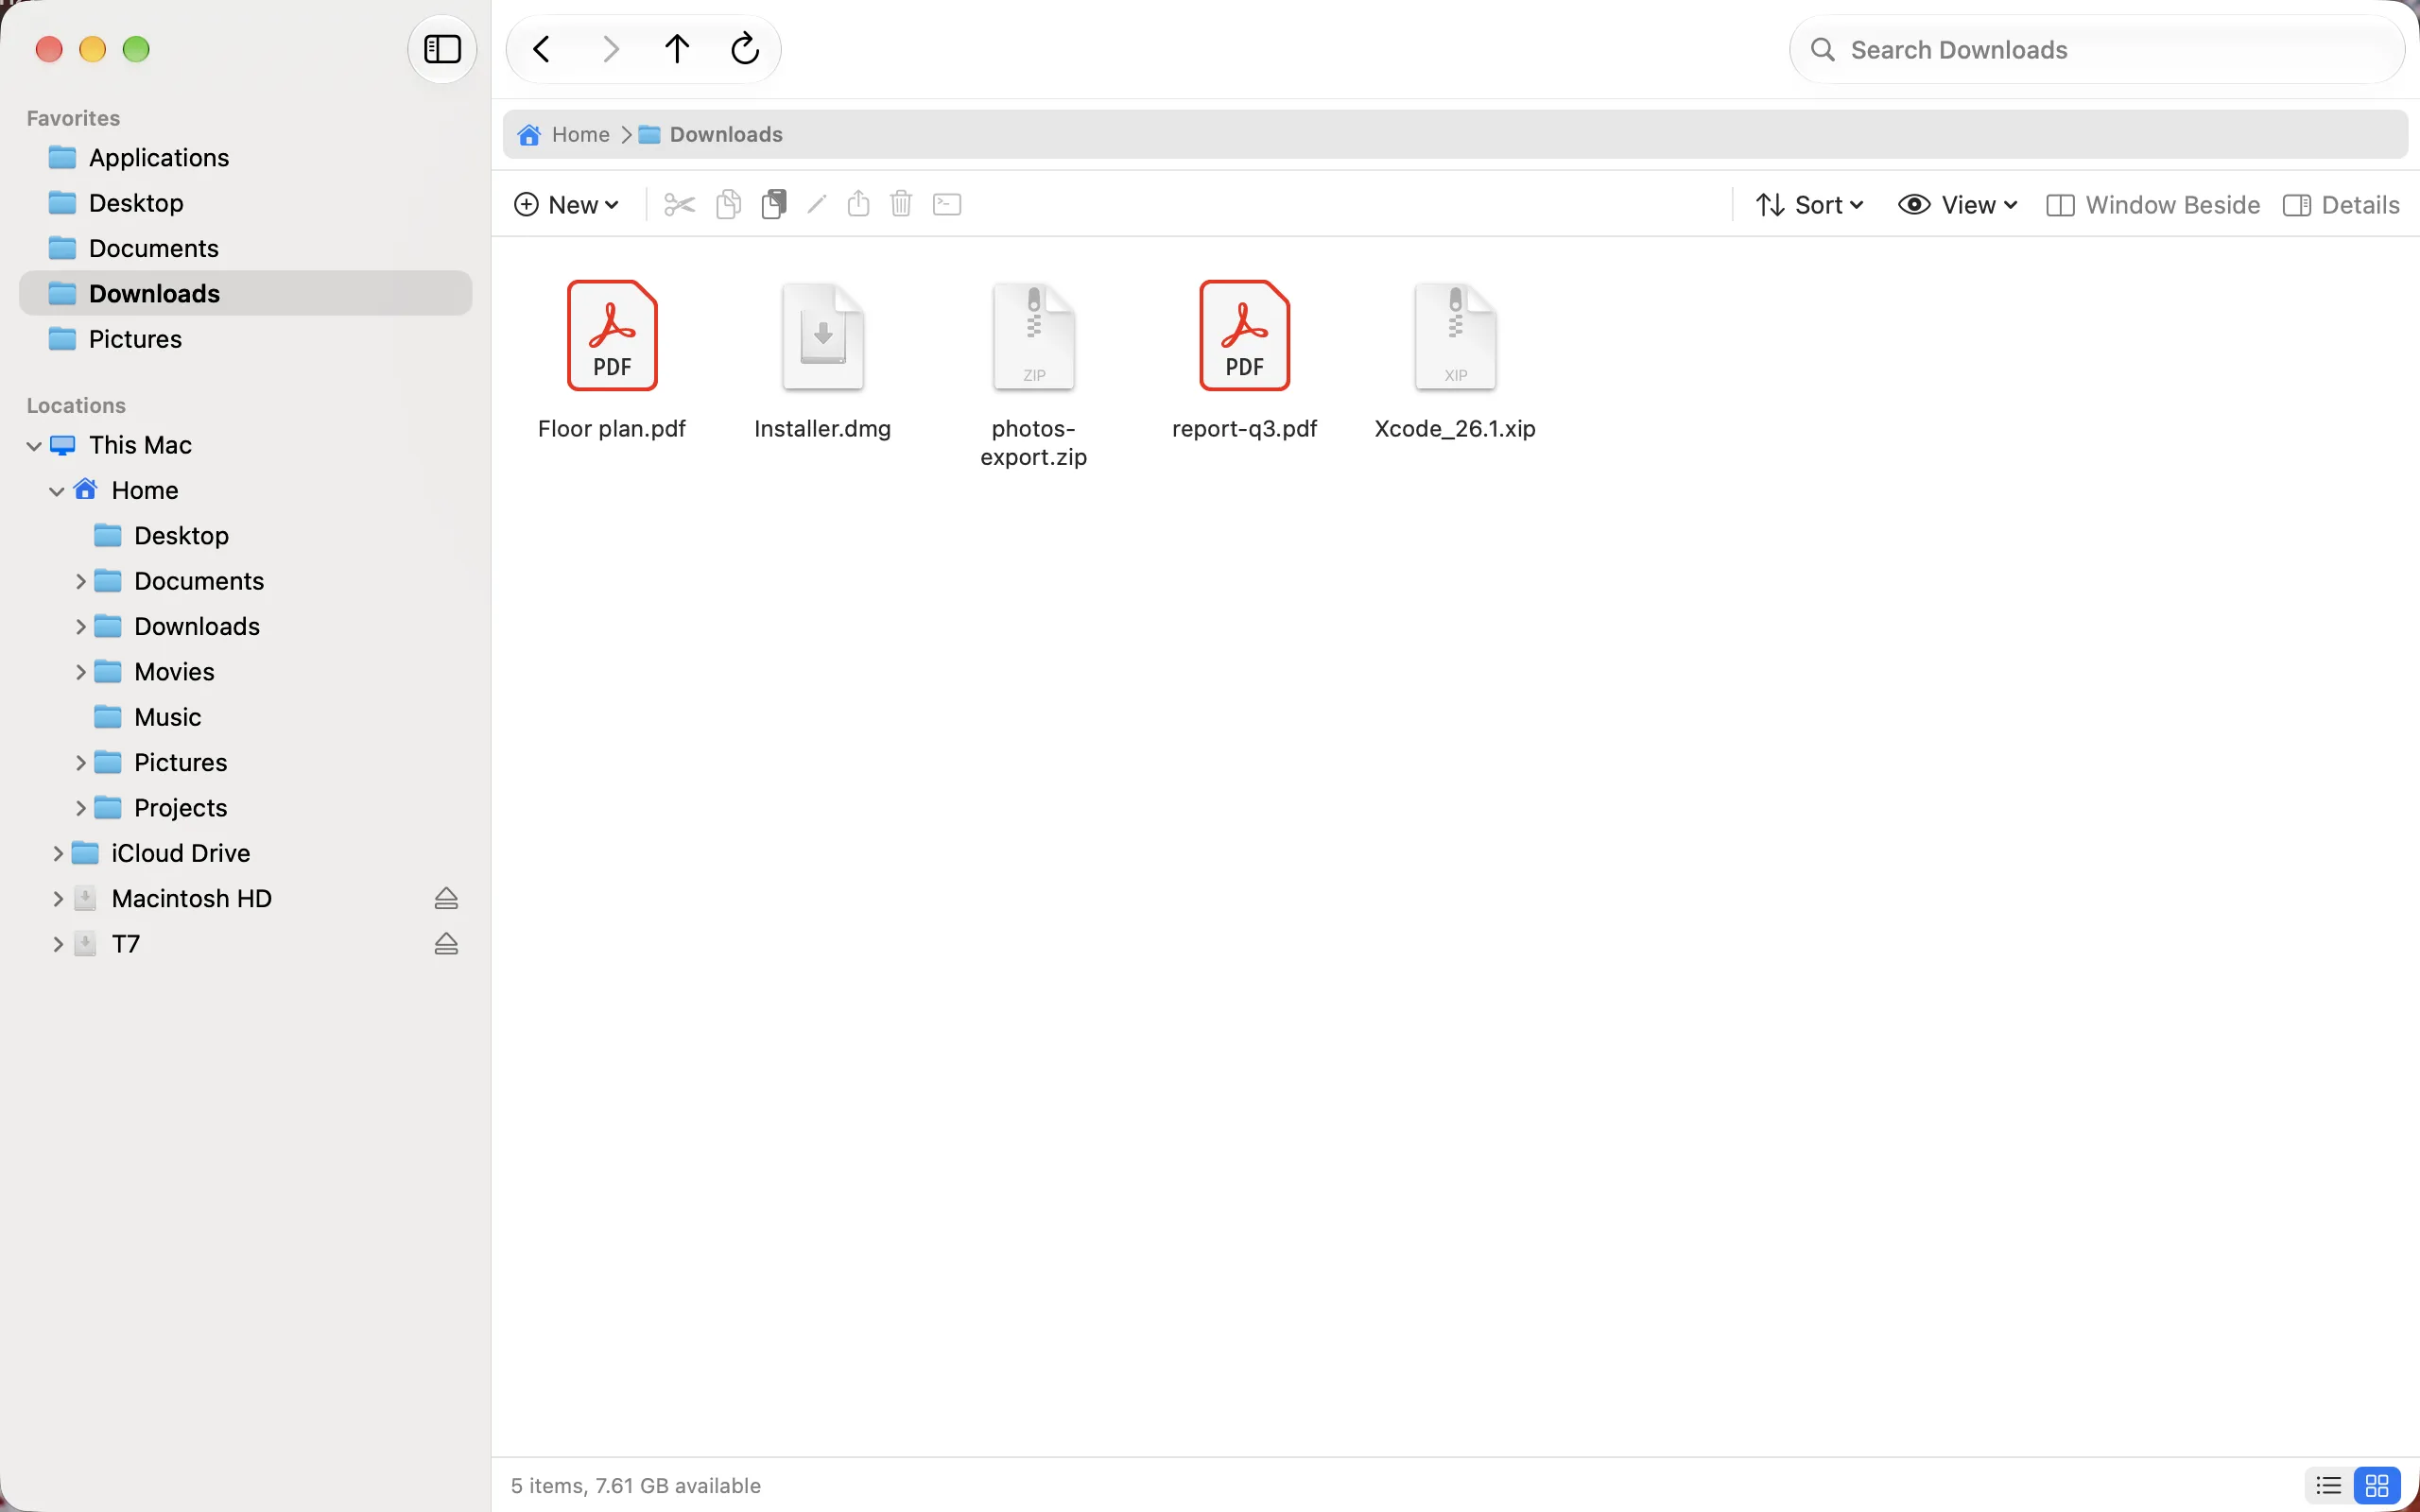 Search Downloads
Favorites
Applications
Desktop
Documents
Downloads
Pictures
Locations
This Mac
Home
Desktop
Documents
Downloads
Movies
Music
Pictures
Projects
iCloud Drive
Macintosh HD
T7
Home
Downloads
New
Sort
View
Window Beside
Details
PDF
Floor plan.pdf
Installer.dmg
ZIP
photos-
export.zip
PDF
report-q3.pdf
XIP
Xcode_26.1.xip
5 items, 7.61 GB available